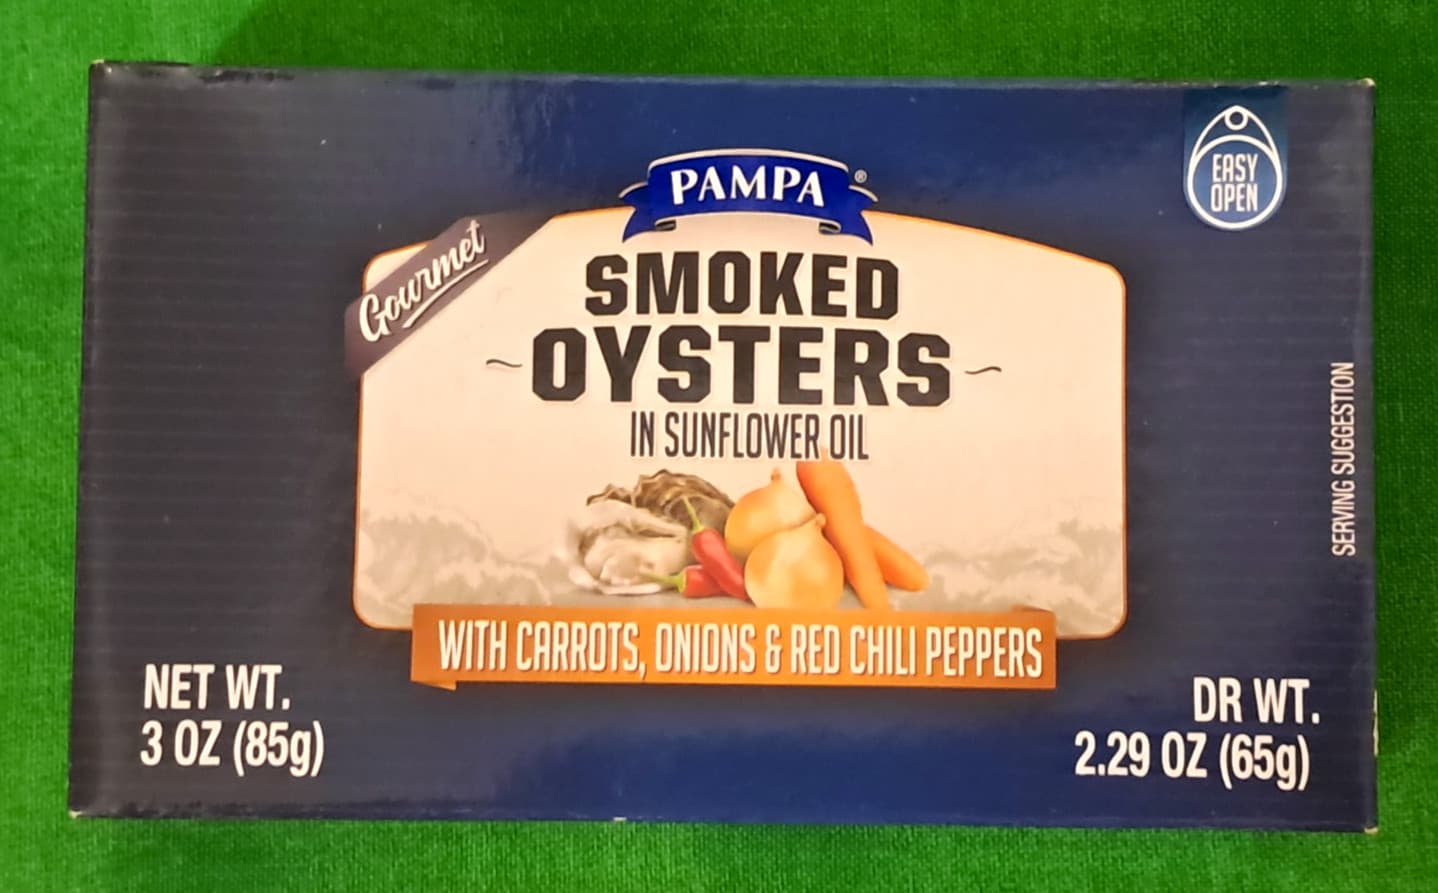 PAMPA®
EASY
OPEN
Gourmet
SMOKED
~OYSTERS~
IN SUNFLOWER OIL
SERVING SUGGESTION
WITH CARROTS, ONIONS & RED CHILI PEPPERS
NET WT.
3 OZ (85g)
DR WT.
2.29 OZ (65g)